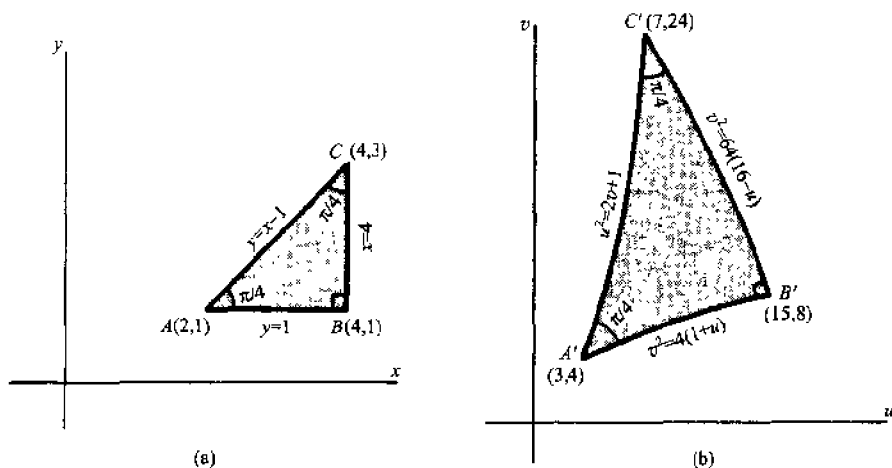 y
C (4,3)
π/4
y=x-1
x=4
π/4
A(2,1)
y=1
B(4,1)
x
(a)
v
C' (7,24)
π/4
v²=64(16-u)
u²=2v+1
π/4
B'
(15,8)
v²=4(1+u)
A'
(3,4)
u
(b)